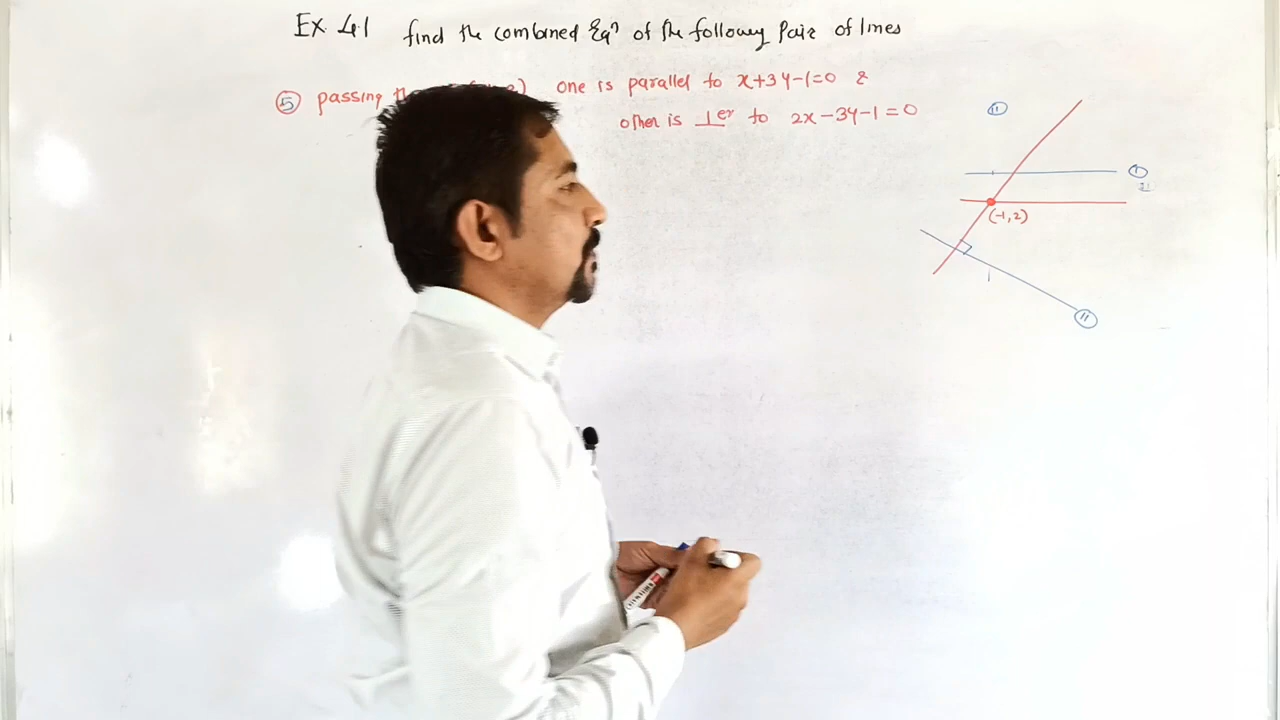 Ex 4.1 find the combined Eqⁿ of the following Pair of lines
⑤ passing one is parallel to x+3y-1=0 &
other is ⊥er to 2x-3y-1=0
(-1,2)